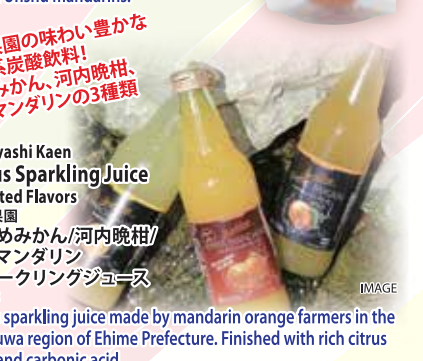 Unshu mandarins.
果園の味わい豊かな
系炭酸飲料!
みかん、河内晩柑、
マンダリンの3種類
yashi Kaen
us Sparkling Juice
ted Flavors
果園
めみかん/河内晩柑/
マンダリン
ークリングジュース
IMAGE
sparkling juice made by mandarin orange farmers in the
uwa region of Ehime Prefecture. Finished with rich citrus
and carbonic acid